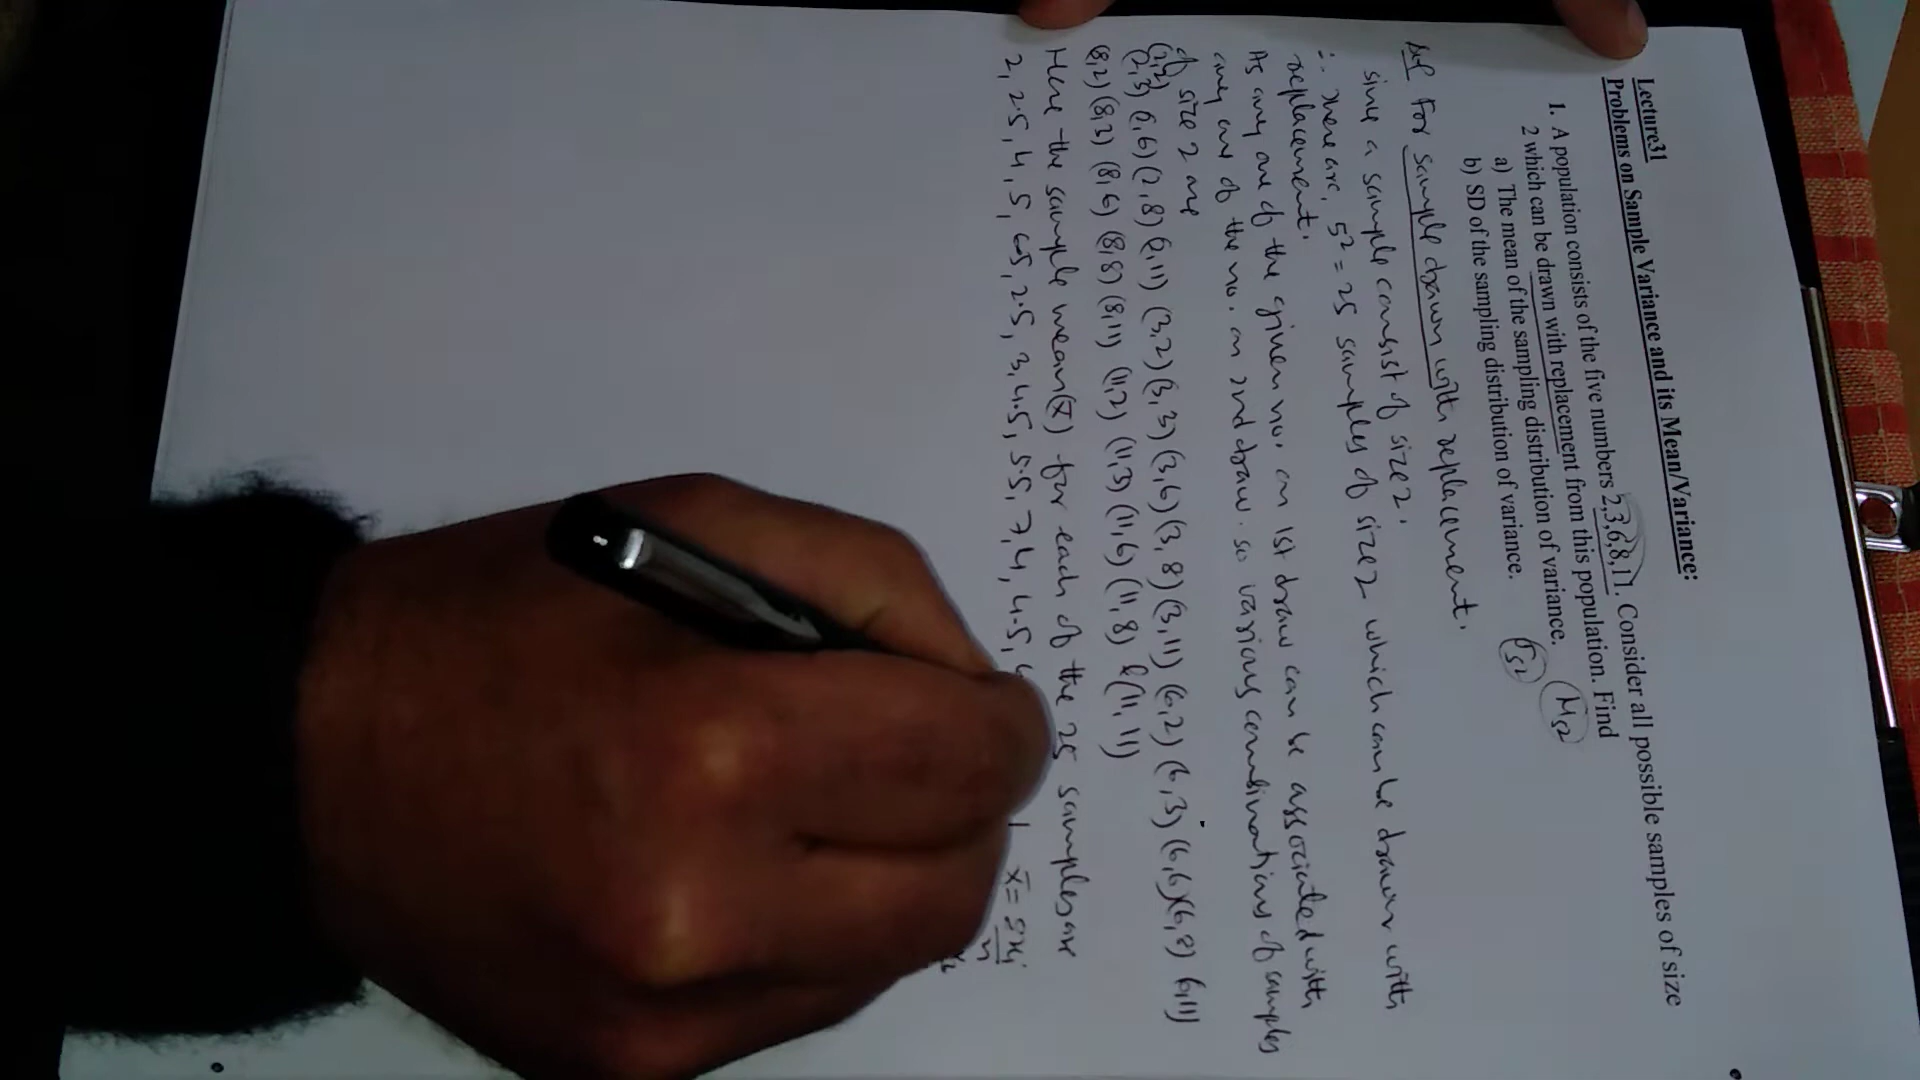 Lecture31
Problems on Sample Variance and its Mean/Variance:
1. A population consists of the five numbers 2,3,6,8,11. Consider all possible samples of size
2 which can be drawn with replacement from this population. Find
a) The mean of the sampling distribution of variance. μs2
b) SD of the sampling distribution of variance. σs2
Sol For sample drawn with replacement.
sine a sample consist of size 2.
∴ there are, 5² = 25 samples of size 2 which can be drawn with
replacement.
As any one of the given no. on 1st draw can be associated with
any one of the no. on 2nd draw. so various combinations of samples
of size 2 are
(2,2) (2,3) (2,6) (2,8) (2,11) (3,2) (3,3) (3,6) (3,8) (3,11) (6,2) (6,3) (6,6) (6,8) (6,11)
(8,2) (8,3) (8,6) (8,8) (8,11) (11,2) (11,3) (11,6) (11,8) & (11,11)
Here the sample mean (x̄) for each of the 25 samples are
2, 2.5, 4, 5, 6.5, 2.5, 3, 4.5, 5.5, 7, 4, 4.5, x̄ = Σxi/n